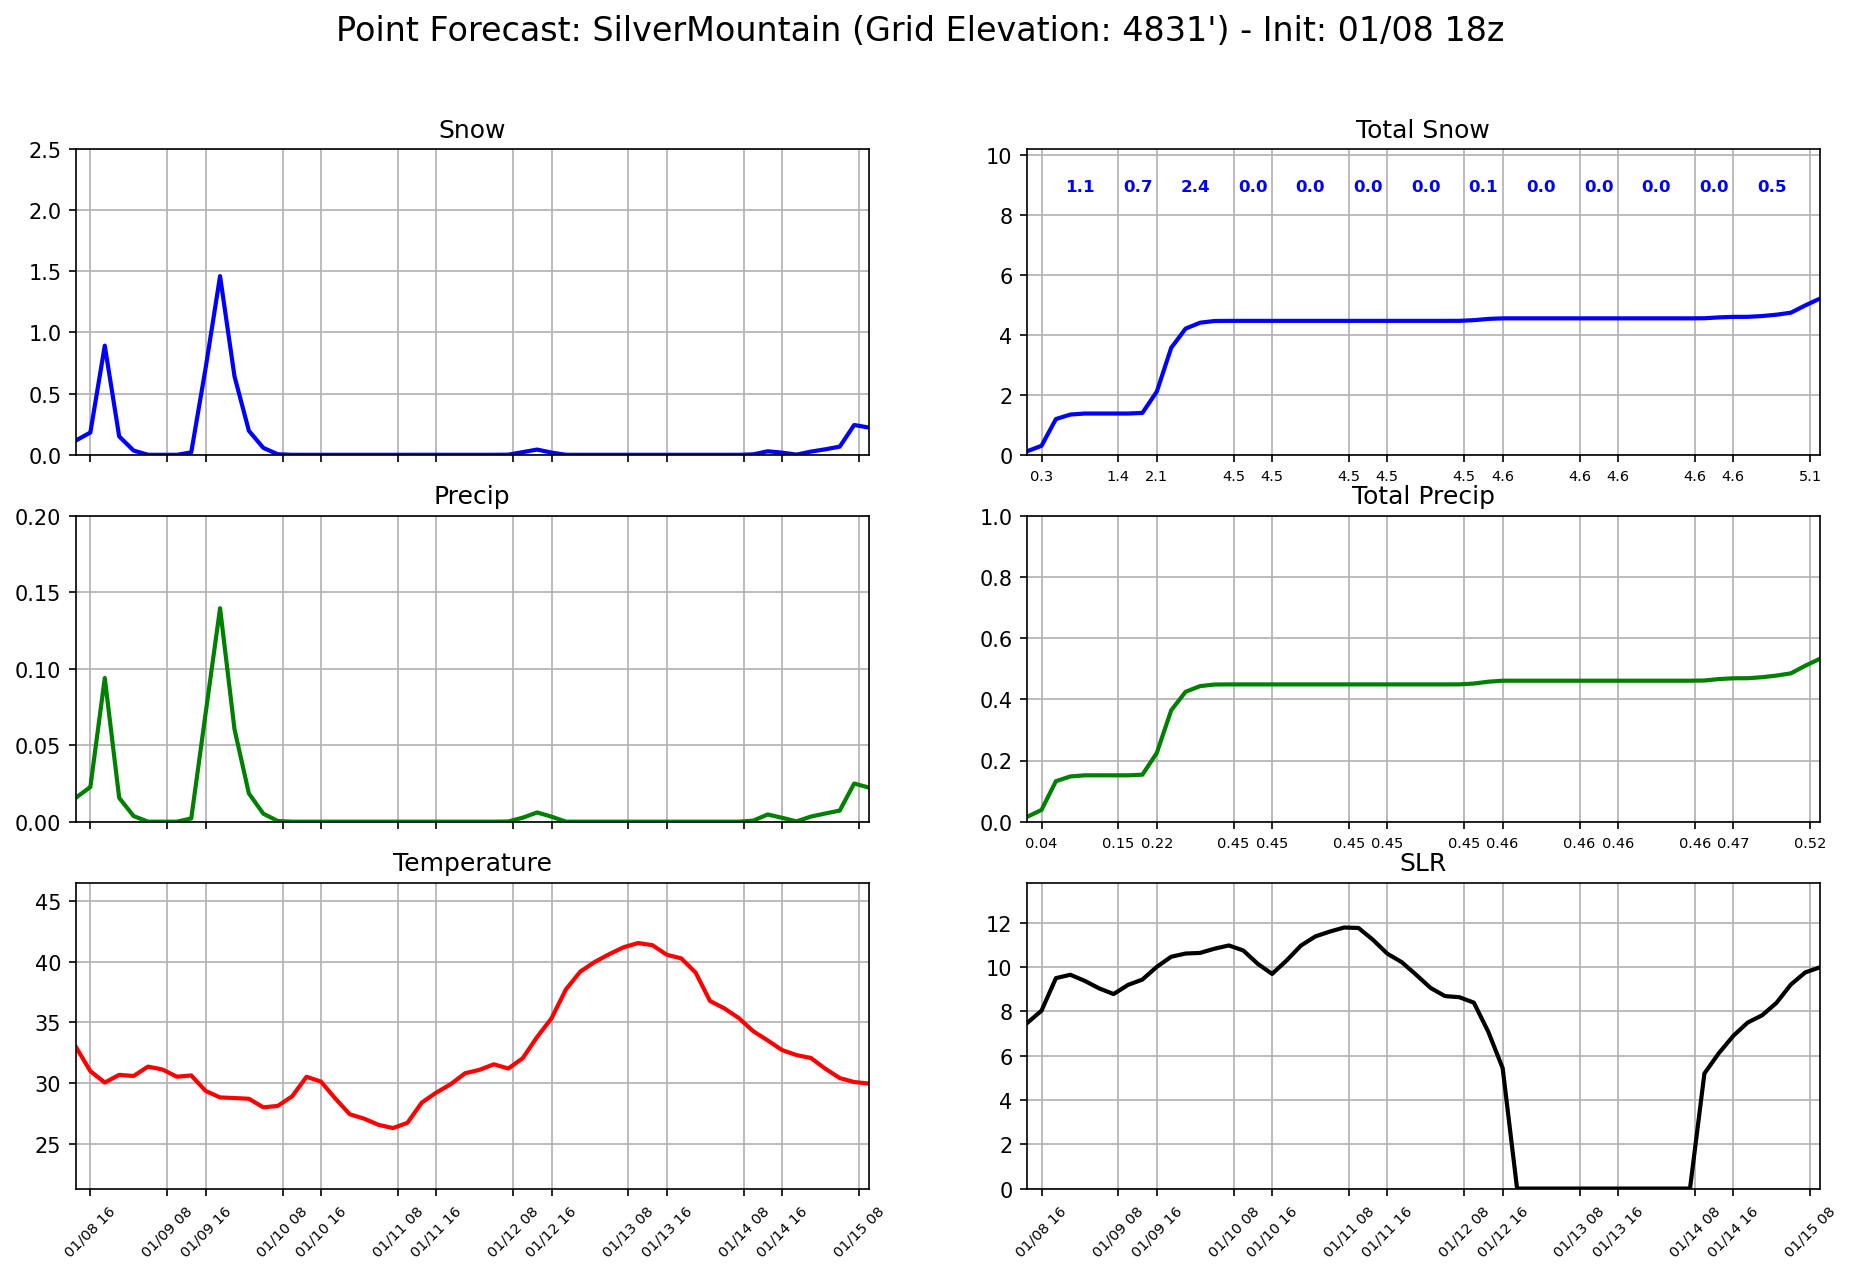 Point Forecast: SilverMountain (Grid Elevation: 4831') - Init: 01/08 18z
Snow
2.5
2.0
1.5
1.0
0.5
0.0
Total Snow
10
8
6
4
2
0
1.1 0.7 2.4 0.0 0.0 0.0 0.0 0.1 0.0 0.0 0.0 0.0 0.5
0.3 1.4 2.1 4.5 4.5 4.5 4.5 4.5 4.6 4.6 4.6 4.6 4.6 5.1
Precip
0.20
0.15
0.10
0.05
0.00
Total Precip
1.0
0.8
0.6
0.4
0.2
0.0
0.04 0.15 0.22 0.45 0.45 0.45 0.45 0.45 0.46 0.46 0.46 0.46 0.47 0.52
Temperature
45
40
35
30
25
01/08 16 01/09 08 01/09 16 01/10 08 01/10 16 01/11 08 01/11 16 01/12 08 01/12 16 01/13 08 01/13 16 01/14 08 01/14 16 01/15 08
SLR
12
10
8
6
4
2
0
01/08 16 01/09 08 01/09 16 01/10 08 01/10 16 01/11 08 01/11 16 01/12 08 01/12 16 01/13 08 01/13 16 01/14 08 01/14 16 01/15 08